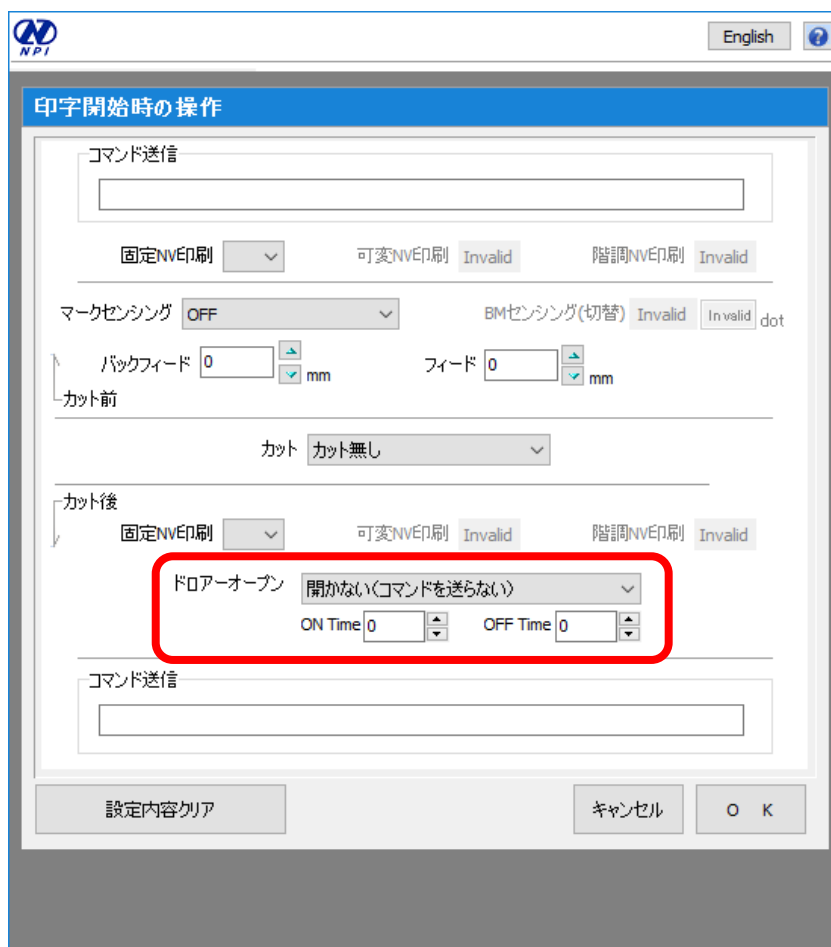 NPI
English ?
印字開始時の操作
コマンド送信
固定NV印刷 可変NV印刷 Invalid 階調NV印刷 Invalid
マークセンシング OFF BMセンシング(切替) Invalid Invalid dot
バックフィード 0 mm フィード 0 mm
カット前
カット カット無し
カット後
固定NV印刷 可変NV印刷 Invalid 階調NV印刷 Invalid
ドロアーオープン 開かない(コマンドを送らない)
ON Time 0 OFF Time 0
コマンド送信
設定内容クリア キャンセル O K